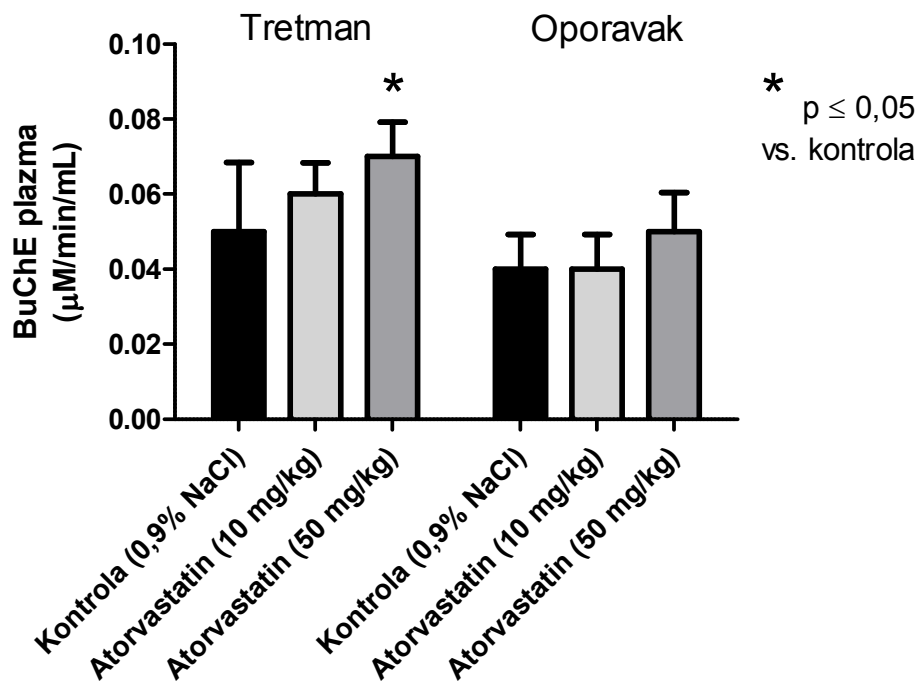 Tretman
Oporavak
*
p ≤ 0,05
vs. kontrola
*
BuChE plazma
(μM/min/mL)
0.10
0.08
0.06
0.04
0.02
0.00
Kontrola (0,9% NaCl)
Atorvastatin (10 mg/kg)
Atorvastatin (50 mg/kg)
Kontrola (0,9% NaCl)
Atorvastatin (10 mg/kg)
Atorvastatin (50 mg/kg)